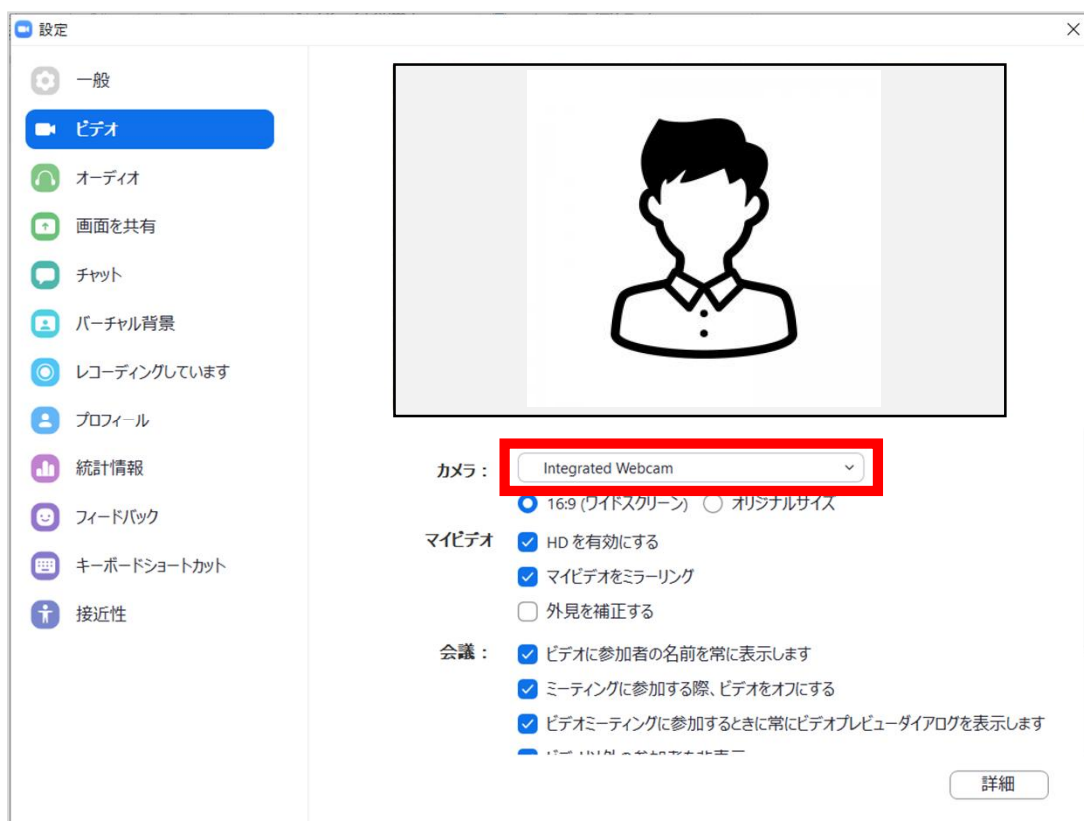 設定
一般
ビデオ
オーディオ
画面を共有
チャット
バーチャル背景
レコーディングしています
プロフィール
統計情報
フィードバック
キーボードショートカット
接近性
カメラ： Integrated Webcam
16:9 (ワイドスクリーン) オリジナルサイズ
マイビデオ HD を有効にする
マイビデオをミラーリング
外見を補正する
会議： ビデオに参加者の名前を常に表示します
ミーティングに参加する際、ビデオをオフにする
ビデオミーティングに参加するときに常にビデオプレビューダイアログを表示します
詳細